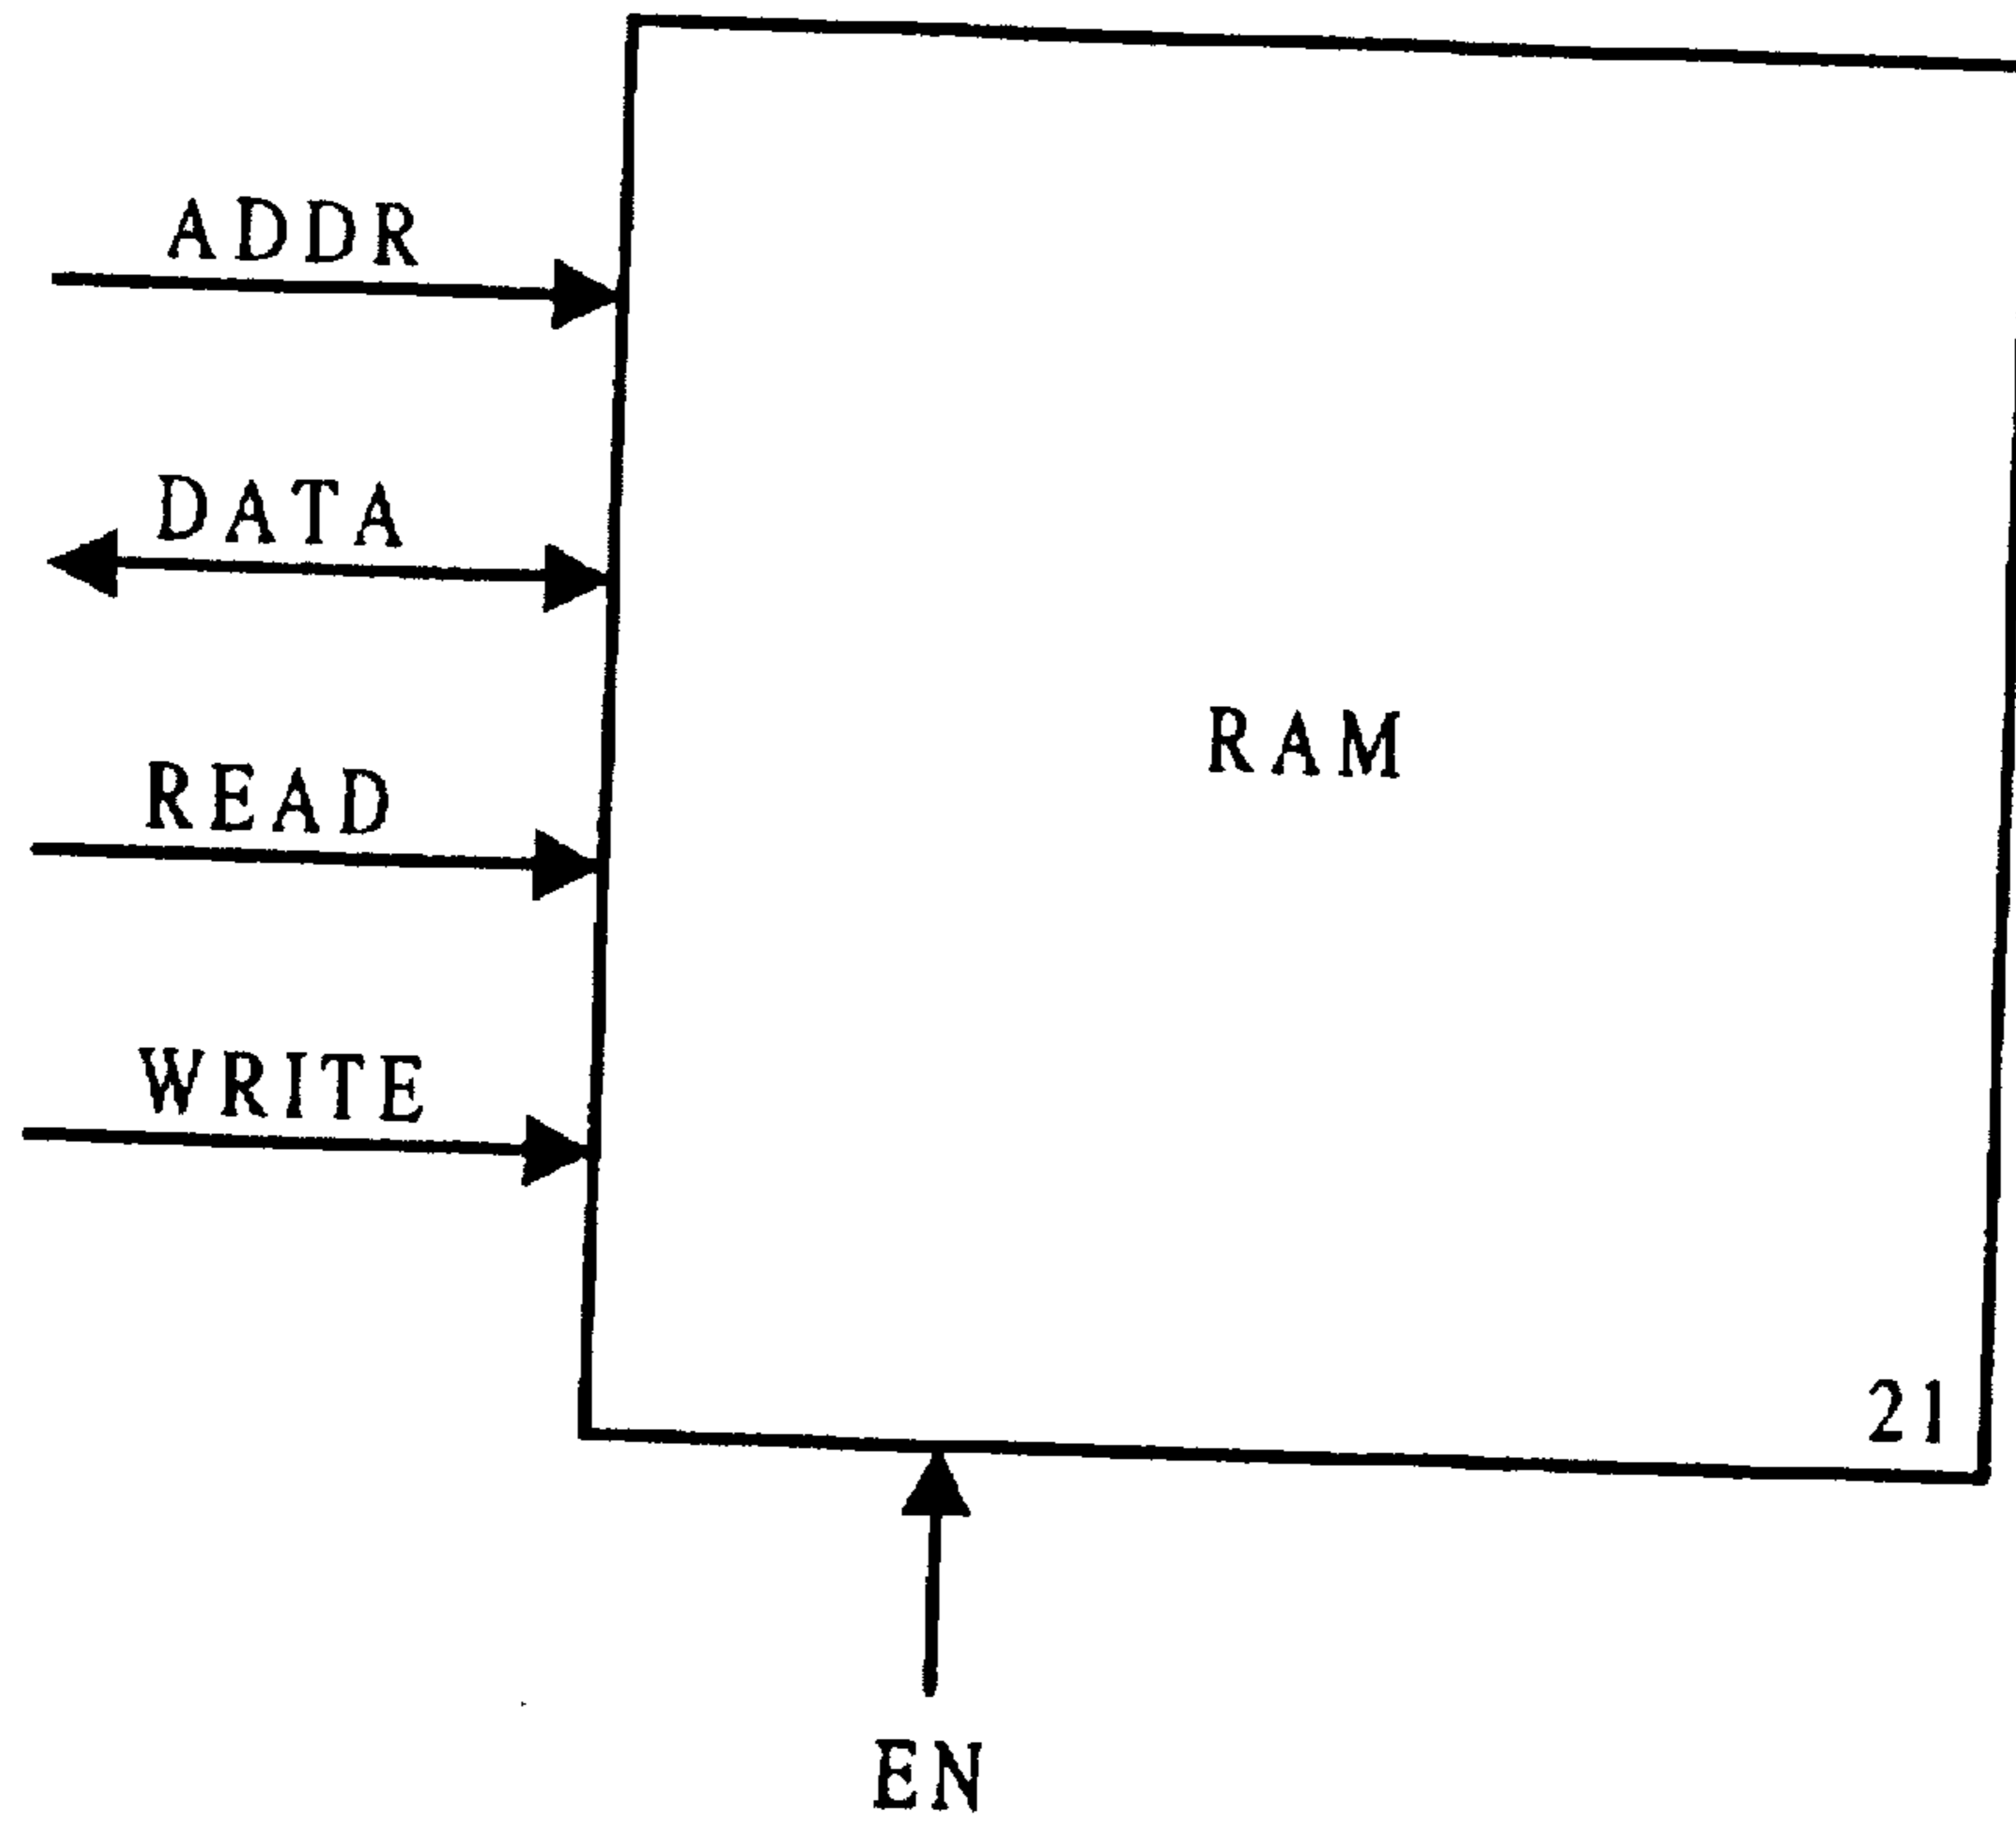 ADDR
DATA
RAM
READ
WRITE
21
EN